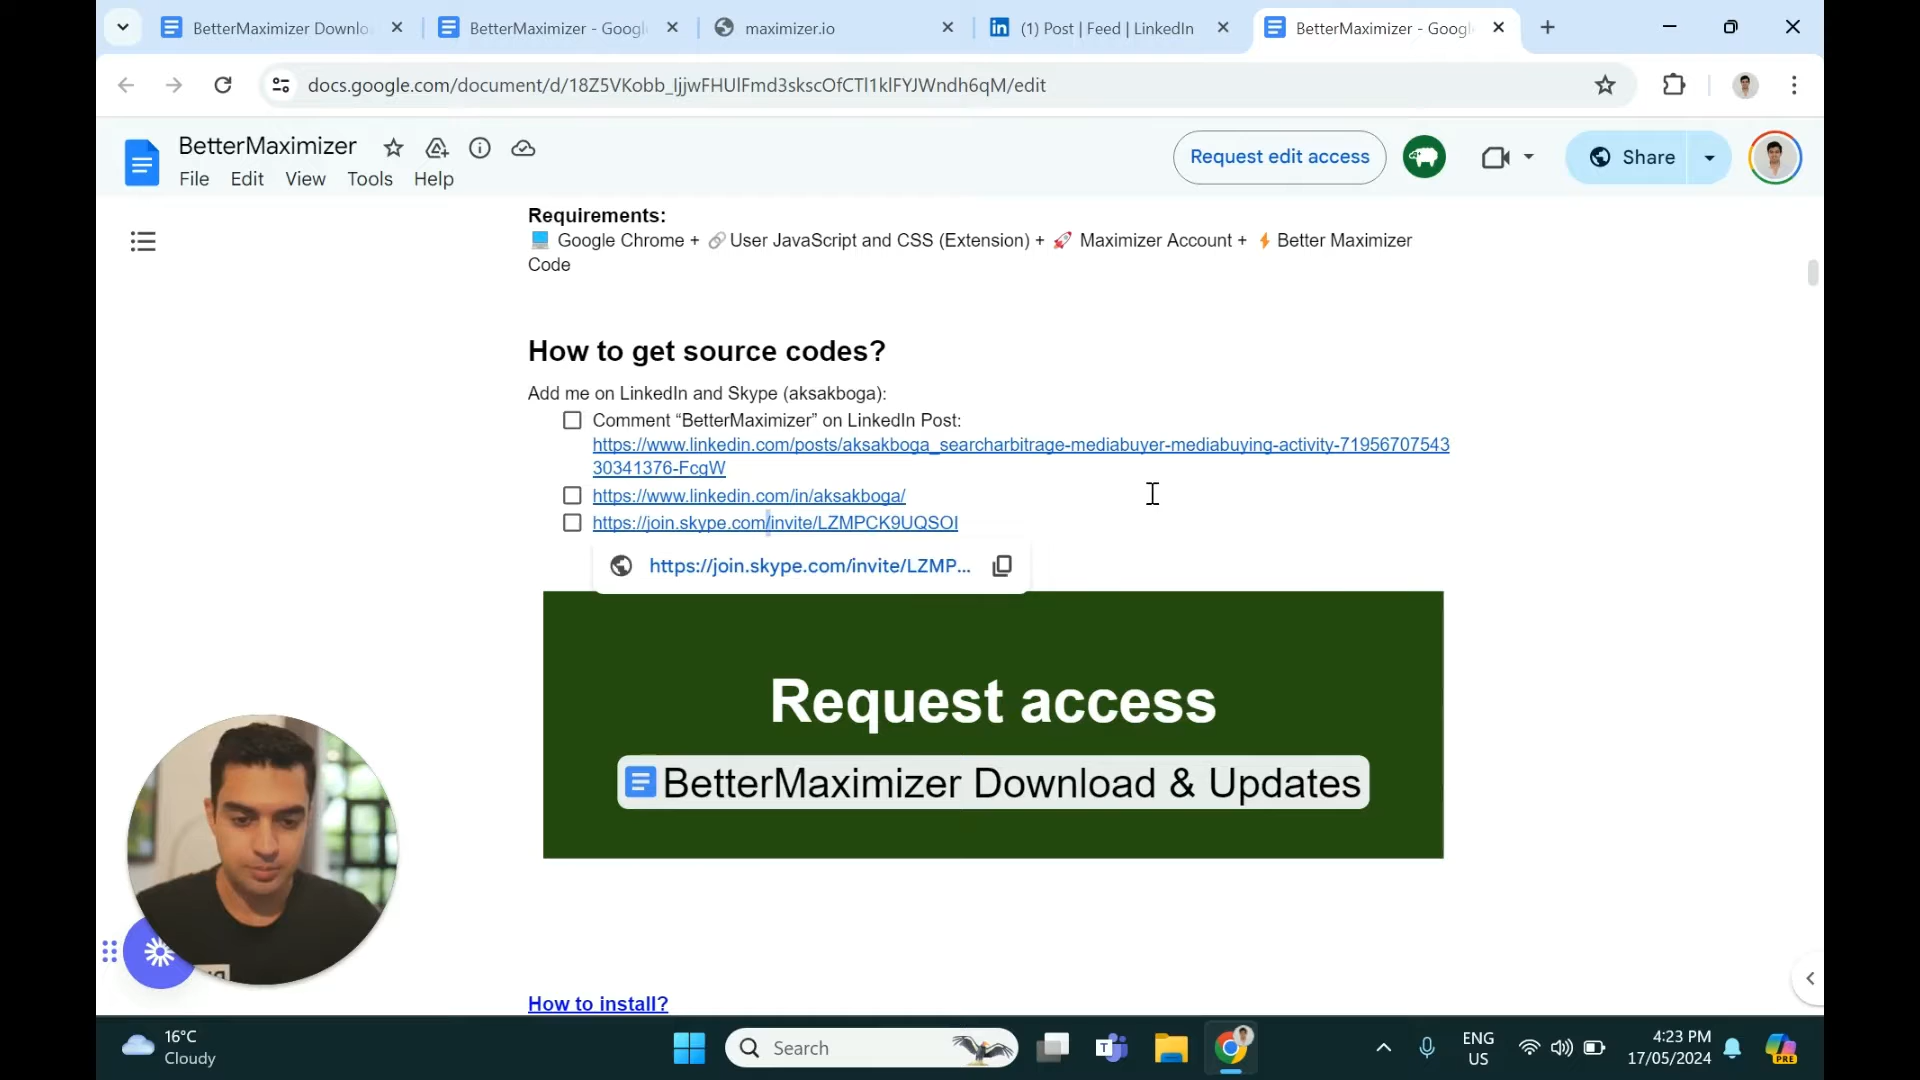 BetterMaximizer Downlo
BetterMaximizer - Googl
maximizer.io
(1) Post | Feed | LinkedIn
BetterMaximizer - Googl
docs.google.com/document/d/18Z5VKobb_ljjwFHUlFmd3skscOfCTl1klFYJWndh6qM/edit
BetterMaximizer
File Edit View Tools Help
Request edit access
Share
Requirements:
Google Chrome + User JavaScript and CSS (Extension) + Maximizer Account + Better Maximizer
Code
How to get source codes?
Add me on LinkedIn and Skype (aksakboga):
Comment “BetterMaximizer” on LinkedIn Post:
https://www.linkedin.com/posts/aksakboga_searcharbitrage-mediabuyer-mediabuying-activity-71956707543
30341376-FcgW
https://www.linkedin.com/in/aksakboga/
https://join.skype.com/invite/LZMPCK9UQSOI
https://join.skype.com/invite/LZMP...
Request access
BetterMaximizer Download & Updates
How to install?
16°C
Cloudy
Search
ENG
US
4:23 PM
17/05/2024
PRE